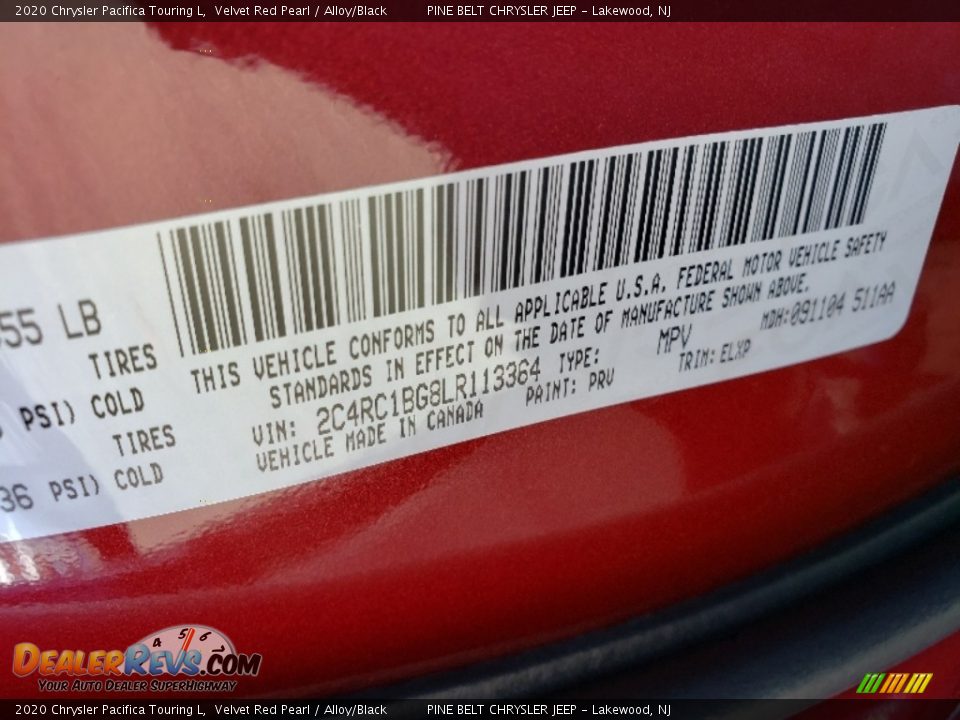 2020 Chrysler Pacifica Touring L, Velvet Red Pearl / Alloy/Black PINE BELT CHRYSLER JEEP - Lakewood, NJ
55 LB
TIRES
PSI) COLD
TIRES
36 PSI) COLD
THIS VEHICLE CONFORMS TO ALL APPLICABLE U.S.A. FEDERAL MOTOR VEHICLE SAFETY
STANDARDS IN EFFECT ON THE DATE OF MANUFACTURE SHOWN ABOVE.
VIN: 2C4RC1BG8LR113364 TYPE: MPV MDH:091104 511AA
VEHICLE MADE IN CANADA PAINT: PRV TRIM:ELXP
4 5 6
DEALERREVS.COM
YOUR AUTO DEALER SUPERHIGHWAY
2020 Chrysler Pacifica Touring L, Velvet Red Pearl / Alloy/Black PINE BELT CHRYSLER JEEP - Lakewood, NJ